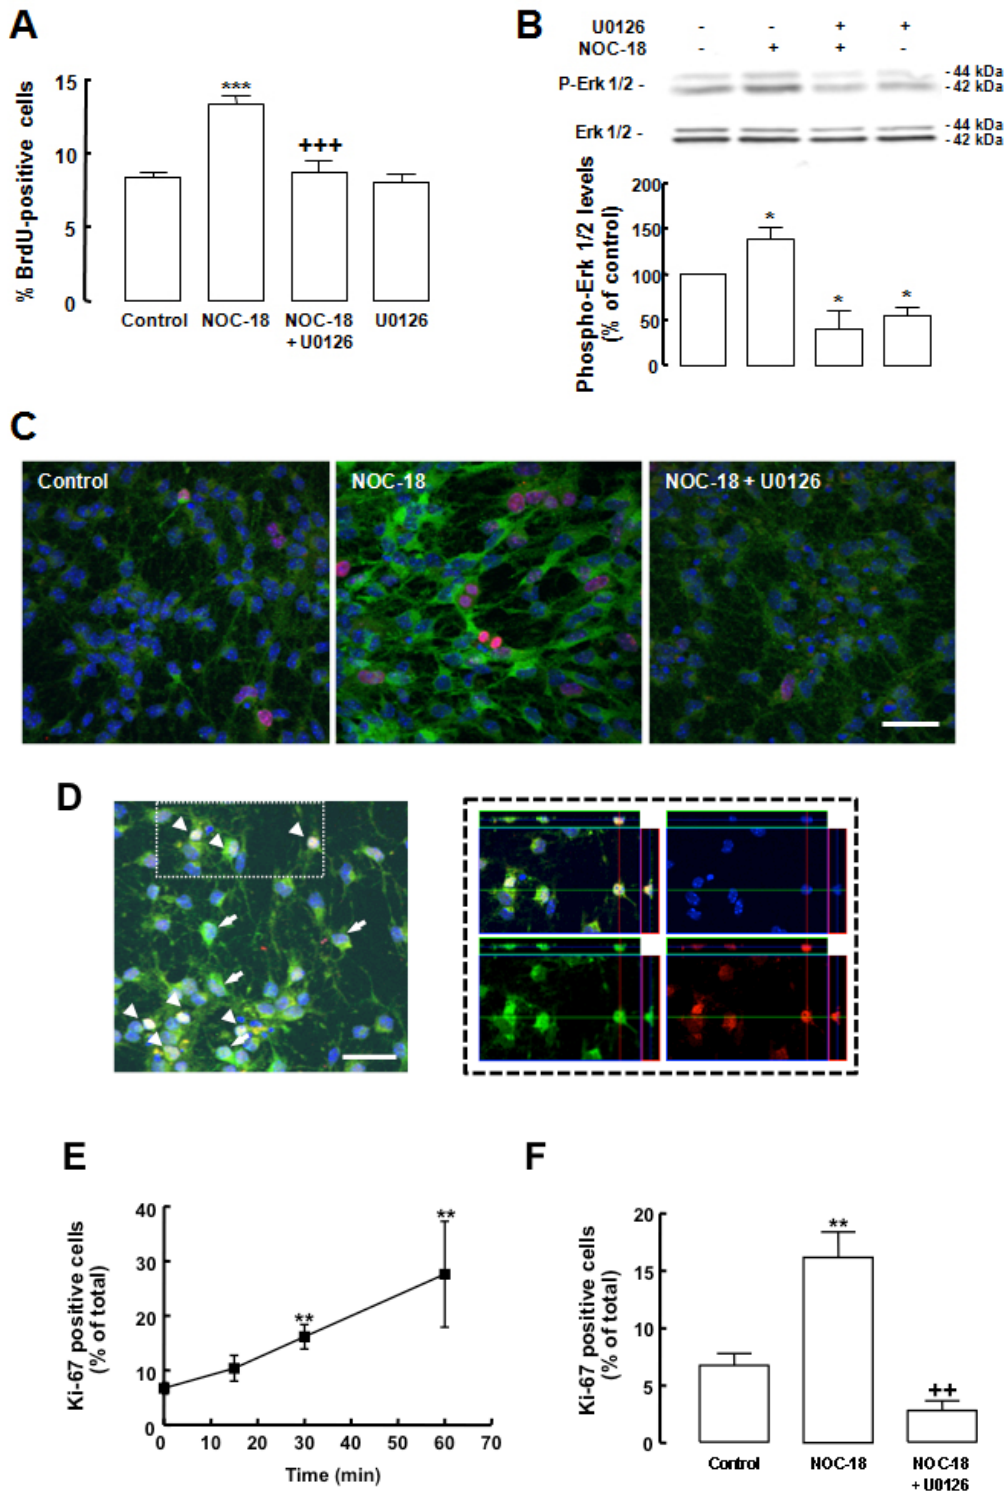 A
15
10
5
0
% BrdU-positive cells
***
+++
Control
NOC-18
NOC-18
+ U0126
U0126
B
U0126 - - + +
NOC-18 - + + -
P-Erk 1/2 -
- 44 kDa
- 42 kDa
Erk 1/2 -
- 44 kDa
- 42 kDa
200
150
100
50
0
Phospho-Erk 1/2 levels
(% of control)
*
*
*
C
Control
NOC-18
NOC-18 + U0126
D
E
40
30
20
10
0
Ki-67 positive cells
(% of total)
**
**
0 10 20 30 40 50 60 70
Time (min)
F
20
15
10
5
0
Ki-67 positive cells
(% of total)
**
++
Control
NOC-18
NOC-18
+ U0126